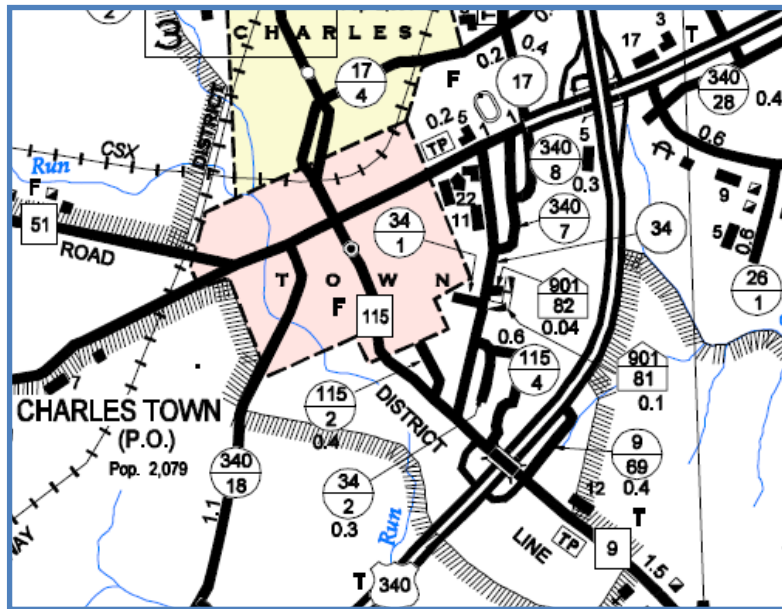 2
3
CHARLES
17
4
0.4
0.2
F
17
T
3
17
T
340
28
0.4
0.6
5
0.2
TP
1
1
5
0.3
340
8
340
7
22
11
34
1
34
9
5
0.6
26
1
CSX
DISTRICT
Run
F
51
ROAD
TOWN
F
115
901
82
0.04
901
81
0.1
0.6
115
4
115
2
0.4
DISTRICT
7
CHARLES TOWN
(P.O.)
Pop. 2,079
340
18
1.1
34
2
0.3
9
69
0.4
12
T
LINE
TP
9
1.5
Run
T
340